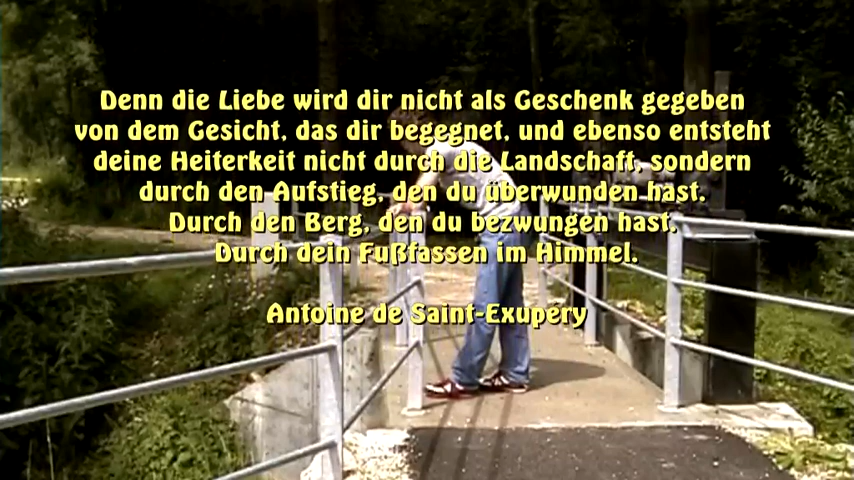 Denn die Liebe wird dir nicht als Geschenk gegeben
von dem Gesicht, das dir begegnet, und ebenso entsteht
deine Heiterkeit nicht durch die Landschaft, sondern
durch den Aufstieg, den du überwunden hast.
Durch den Berg, den du bezwungen hast.
Durch dein Fußfassen im Himmel.
Antoine de Saint-Exupéry